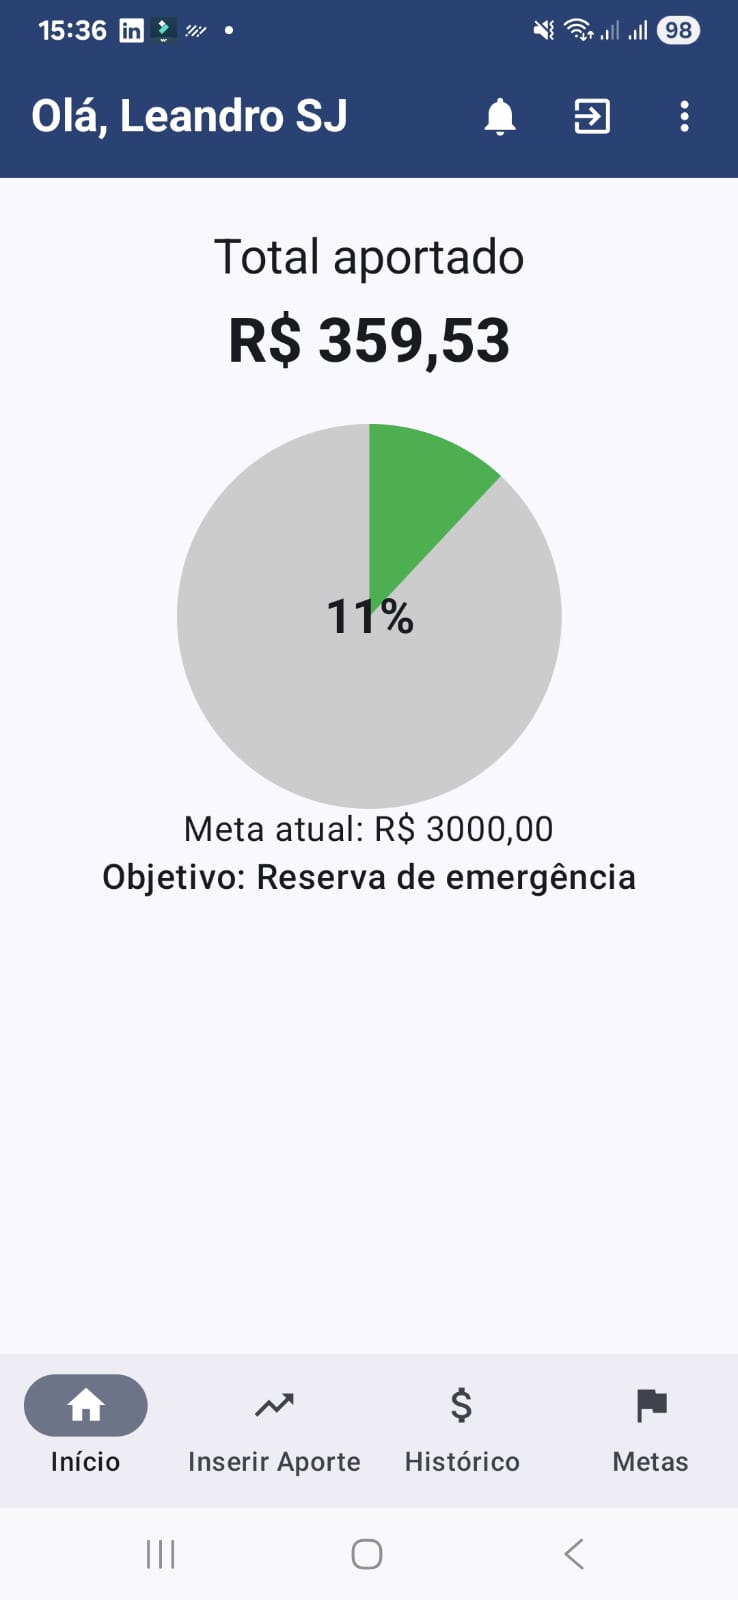 15:36 in 98
Olá, Leandro SJ
Total aportado
R$ 359,53
11%
Meta atual: R$ 3000,00
Objetivo: Reserva de emergência
Início Inserir Aporte Histórico Metas